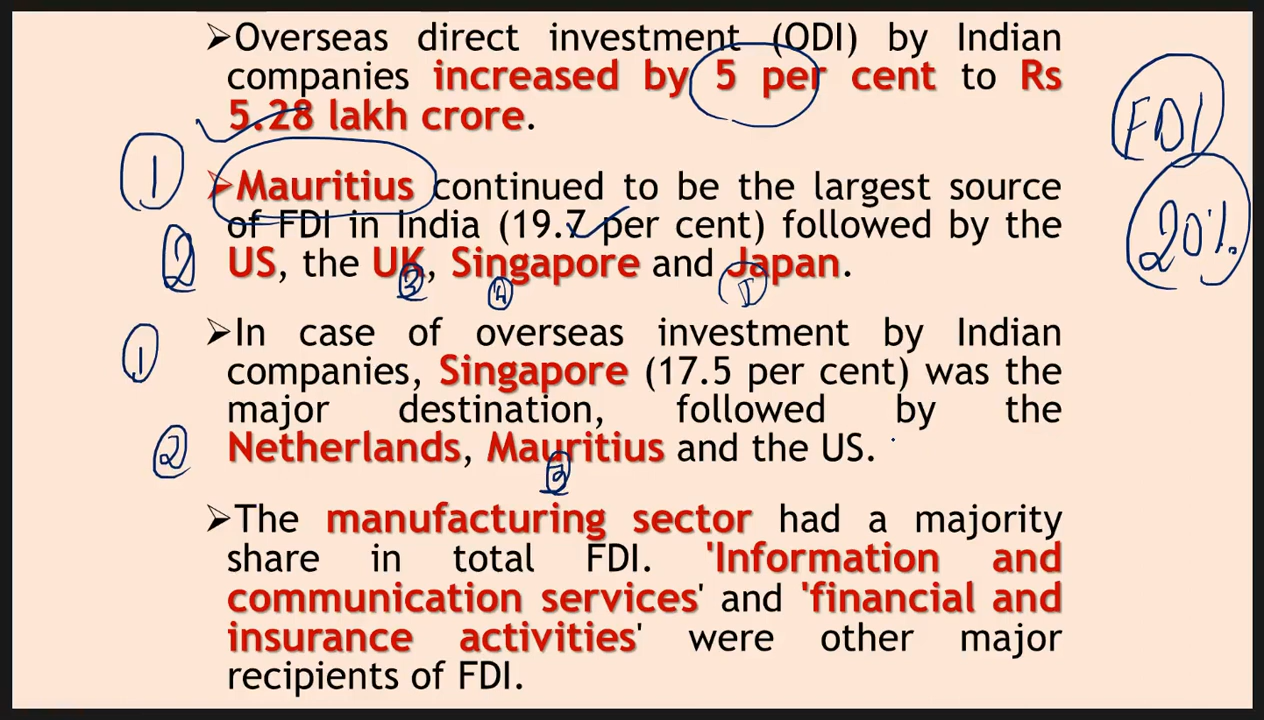 ➢Overseas direct investment (ODI) by Indian
companies increased by 5 per cent to Rs
5.28 lakh crore.
FDI
1
➢Mauritius continued to be the largest source
of FDI in India (19.7 per cent) followed by the
20%
2
US, the UK, Singapore and Japan.
3 4 5
➢In case of overseas investment by Indian
1
companies, Singapore (17.5 per cent) was the
major destination, followed by the
2
Netherlands, Mauritius and the US.
3
➢The manufacturing sector had a majority
share in total FDI. 'Information and
communication services' and 'financial and
insurance activities' were other major
recipients of FDI.